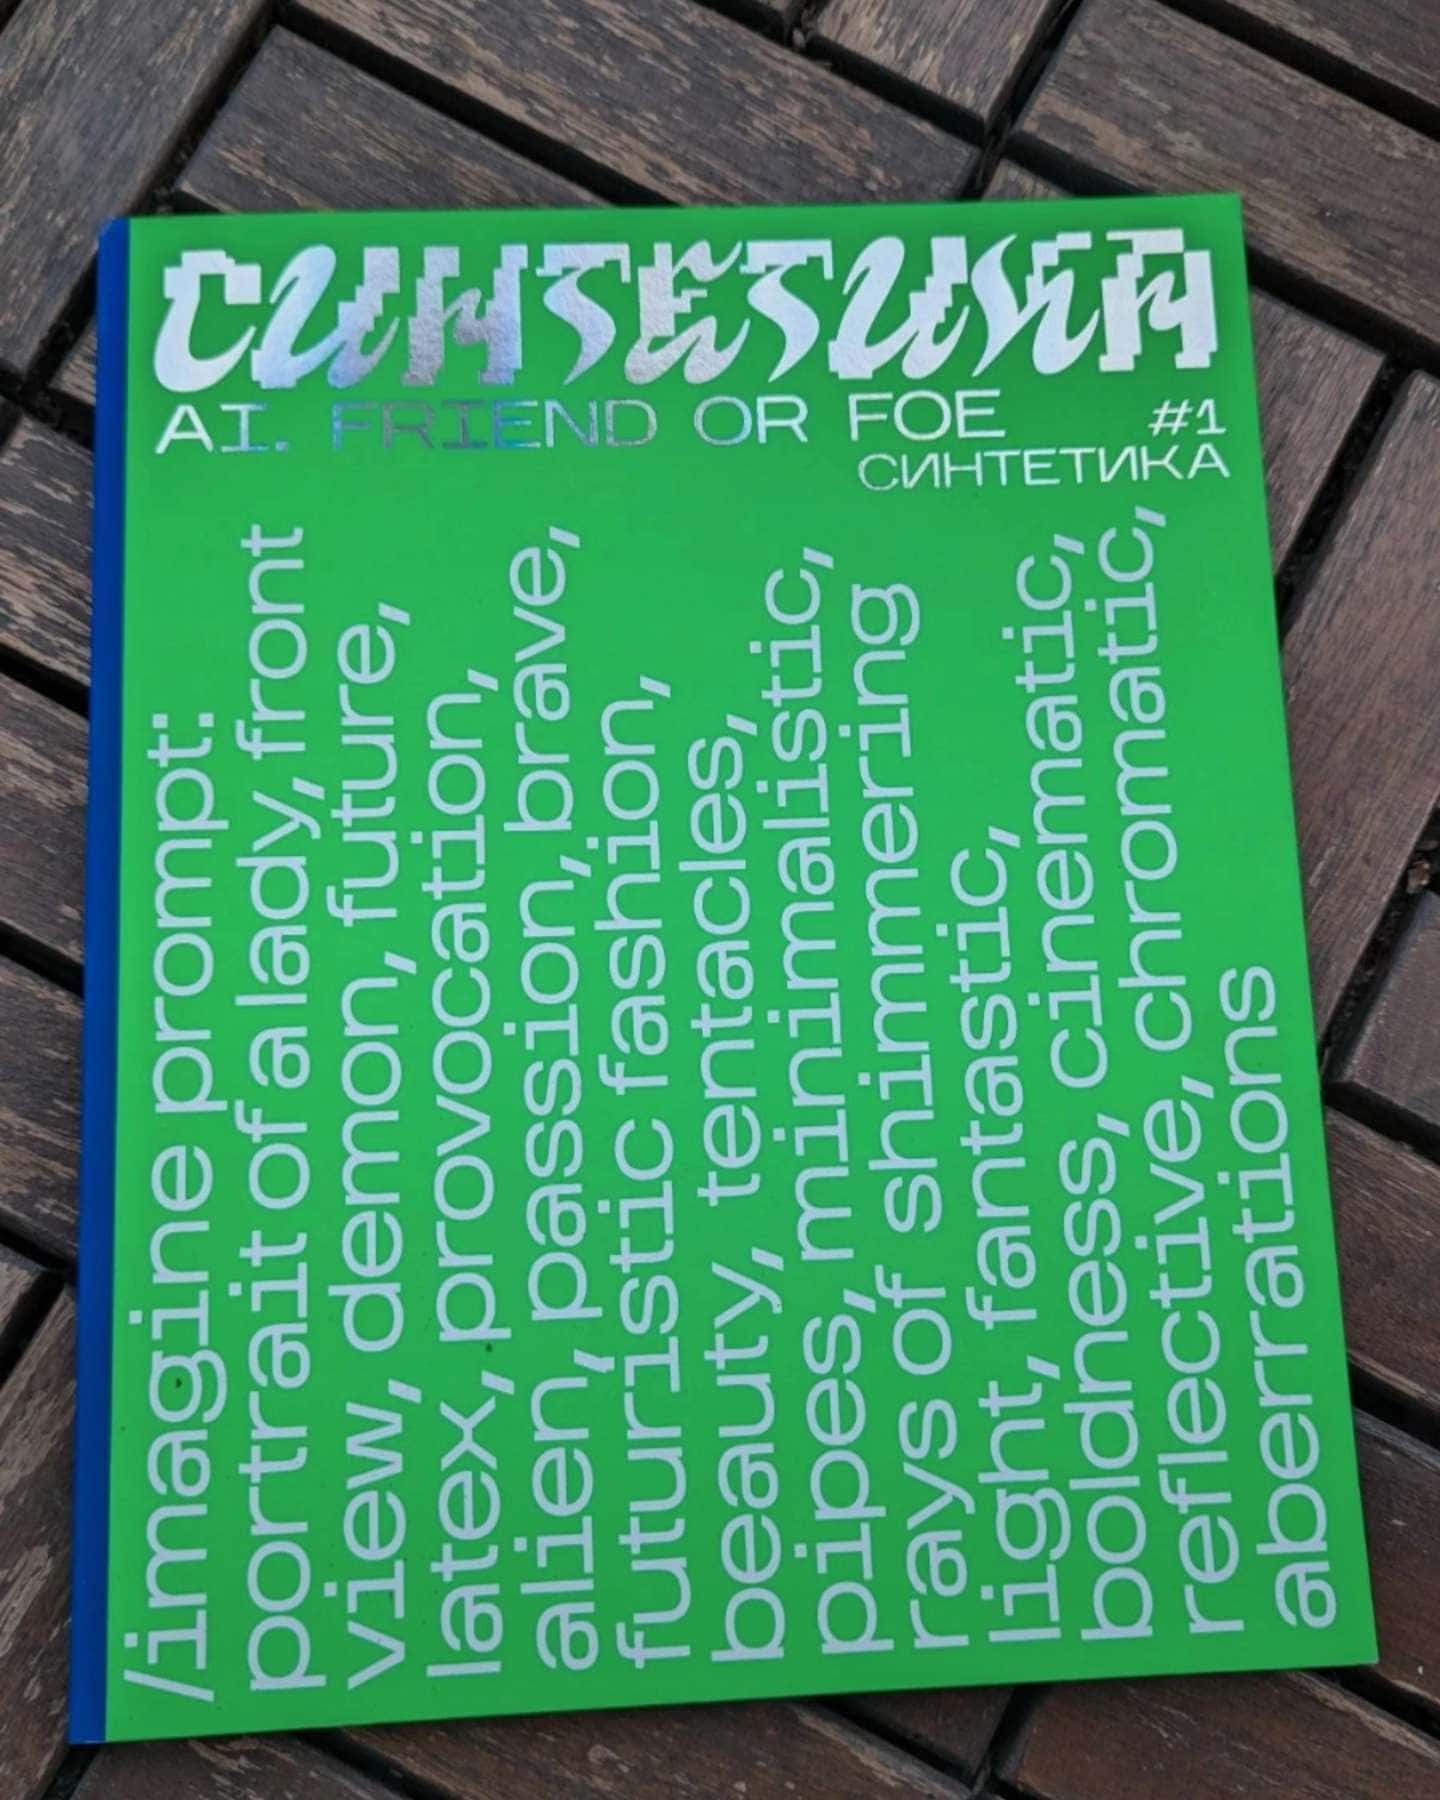 СИНТЕТИКА
AI. FRIEND OR FOE
#1
СИНТЕТИКА
/imagine prompt:
portrait of a lady, front
view, demon, future,
latex, provocation,
alien, passion, brave,
futuristic fashion,
beauty, tentacles,
pipes, minimalistic,
rays of shimmering
light, fantastic,
boldness, cinematic,
reflective, chromatic,
aberrations